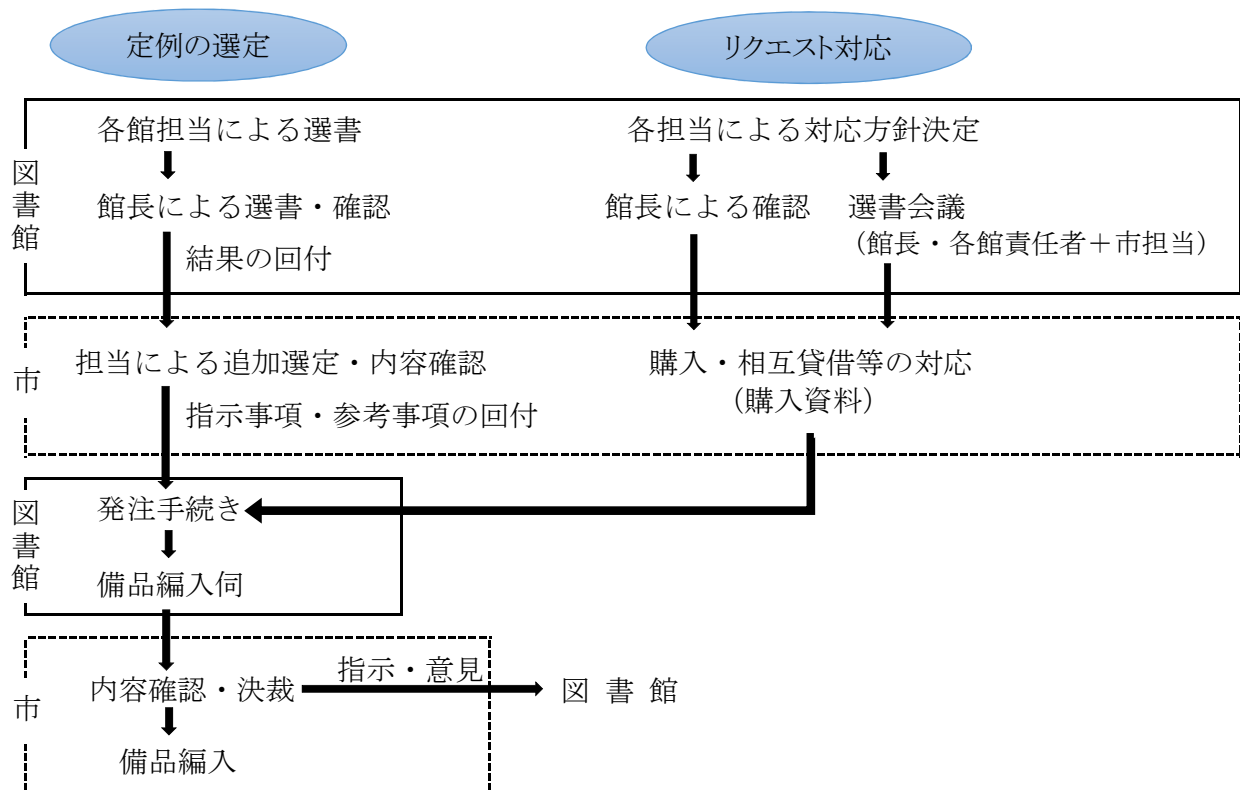 定例の選定
リクエスト対応
図書館
各館担当による選書
各担当による対応方針決定
館長による選書・確認
館長による確認
選書会議
（館長・各館責任者＋市担当）
結果の回付
市
担当による追加選定・内容確認
購入・相互貸借等の対応
（購入資料）
指示事項・参考事項の回付
図書館
発注手続き
備品編入伺
市
内容確認・決裁
指示・意見
図 書 館
備品編入